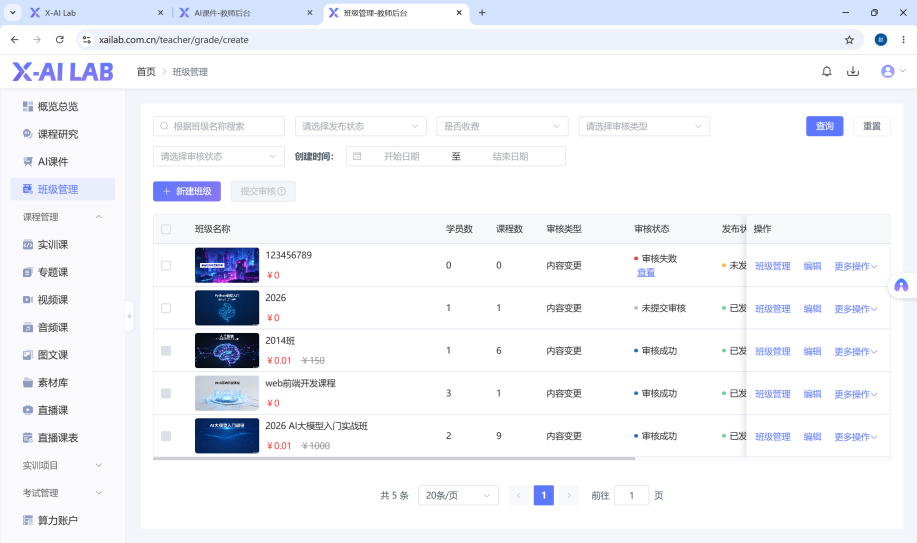 X-AI Lab
AI课件-教师后台
班级管理-教师后台
xailab.com.cn/teacher/grade/create
X-AI LAB
首页 > 班级管理
概览总览
课程研究
AI课件
班级管理
课程管理
实训课
专题课
视频课
音频课
图文课
素材库
直播课
直播课表
实训项目
考试管理
算力账户
根据班级名称搜索
请选择发布状态
是否收费
请选择审核类型
查询
重置
请选择审核状态
创建时间:
开始日期 至 结束日期
+ 新建班级
提交审核
班级名称 学员数 课程数 审核类型 审核状态 发布状 操作
123456789
¥0
0 0 内容变更 审核失败 未发 班级管理 编辑 更多操作
查看
Python编程入门
2026
¥0
1 1 内容变更 未提交审核 已发 班级管理 编辑 更多操作
人工智能
2014班
¥0.01 ¥150
1 6 内容变更 审核成功 已发 班级管理 编辑 更多操作
web前端开发课程
¥0
3 1 内容变更 审核成功 已发 班级管理 编辑 更多操作
2026 AI大模型入门实战班
¥0.01 ¥1000
2 9 内容变更 审核成功 已发 班级管理 编辑 更多操作
共 5 条 20条/页 1 前往 1 页